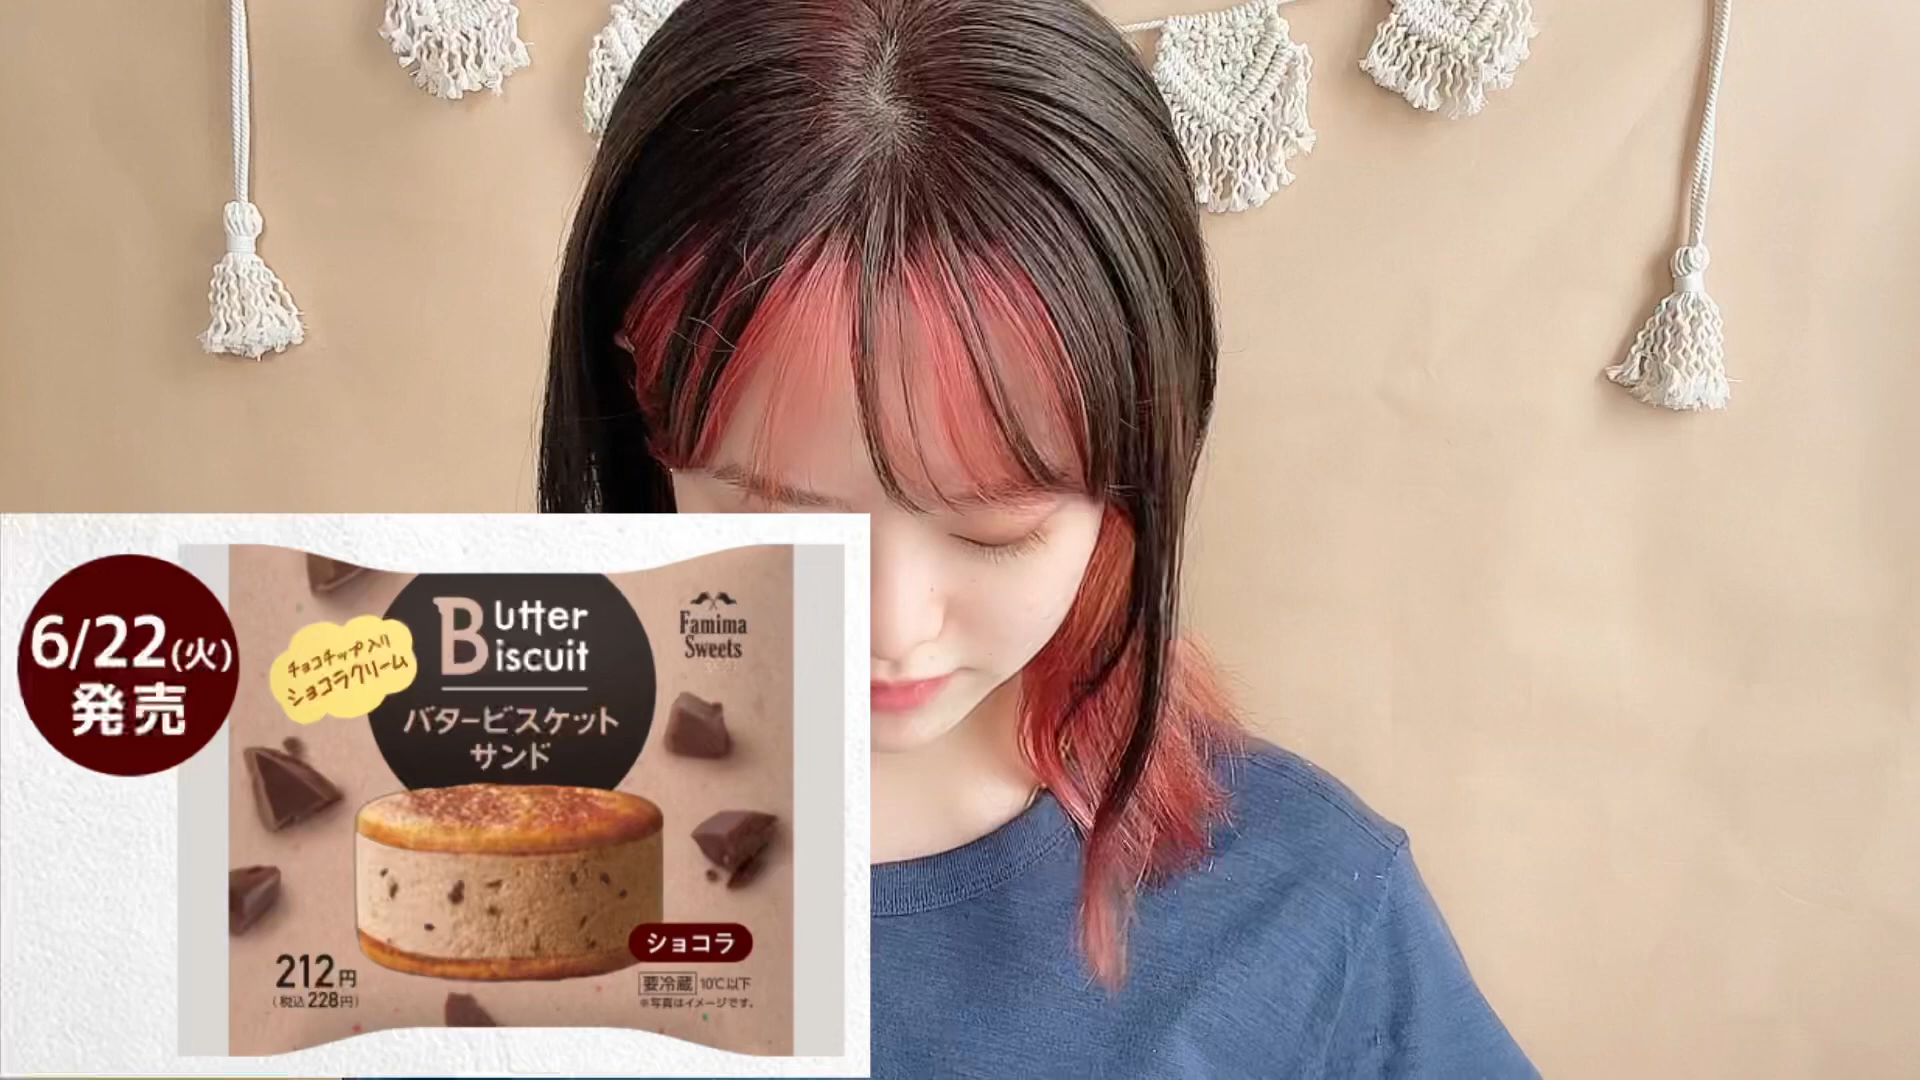 6/22(火)
発売
チョコチップ入り
ショコラクリーム
Butter
Biscuit
バタービスケット
サンド
Famima
Sweets
ショコラ
212円
(税込228円)
要冷蔵 10℃以下
※写真はイメージです。